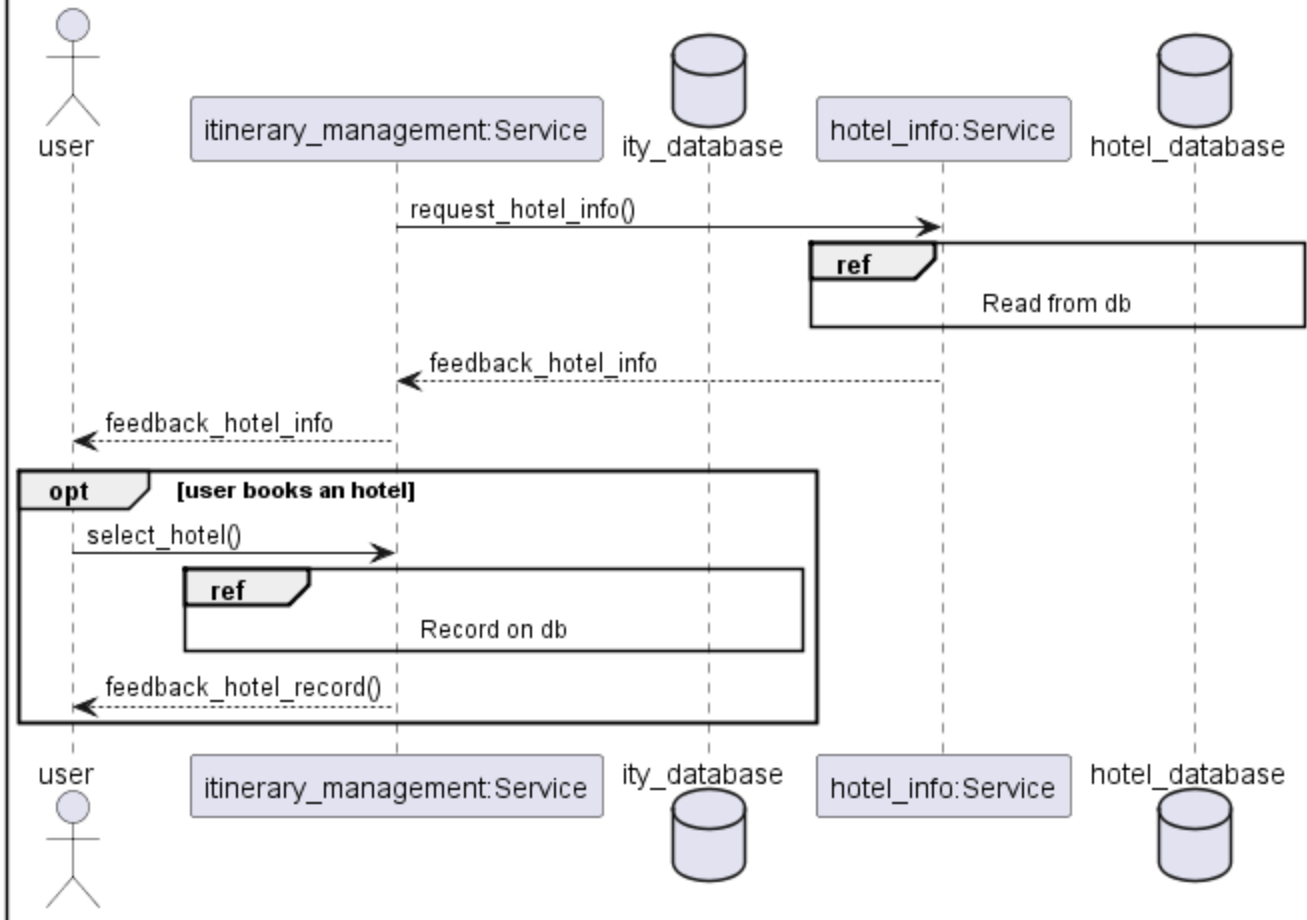 user
itinerary_management:Service
ity_database
hotel_info:Service
hotel_database
request_hotel_info()
ref
Read from db
feedback_hotel_info
feedback_hotel_info
opt [user books an hotel]
select_hotel()
ref
Record on db
feedback_hotel_record()
user
itinerary_management:Service
ity_database
hotel_info:Service
hotel_database